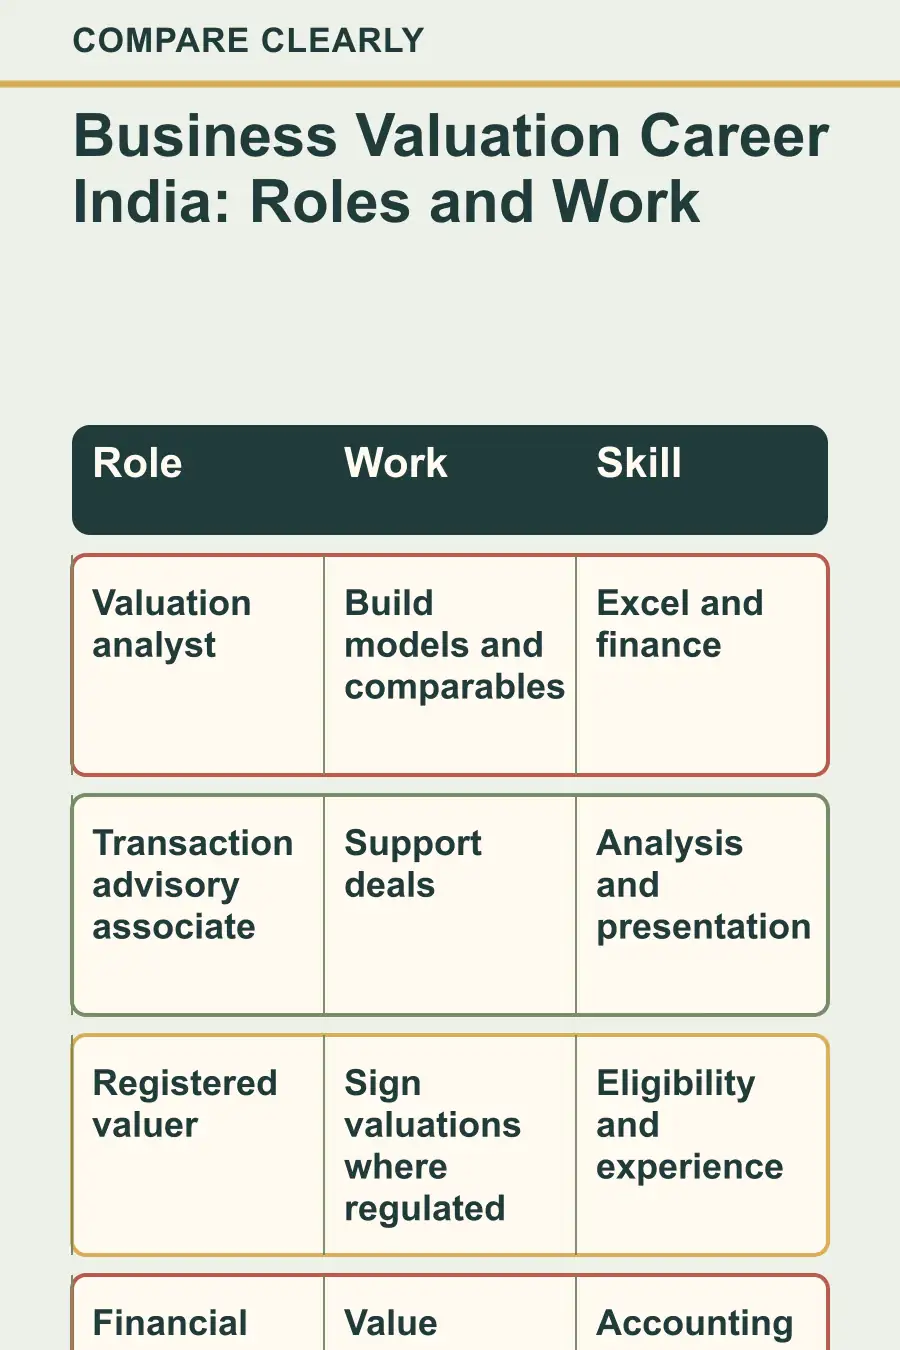 COMPARE CLEARLY
Business Valuation Career
India: Roles and Work
Role
Work
Skill
Valuation
analyst
Build
models and
comparables
Excel and
finance
Transaction
advisory
associate
Support
deals
Analysis
and
presentation
Registered
valuer
Sign
valuations
where
regulated
Eligibility
and
experience
Financial
Value
Accounting